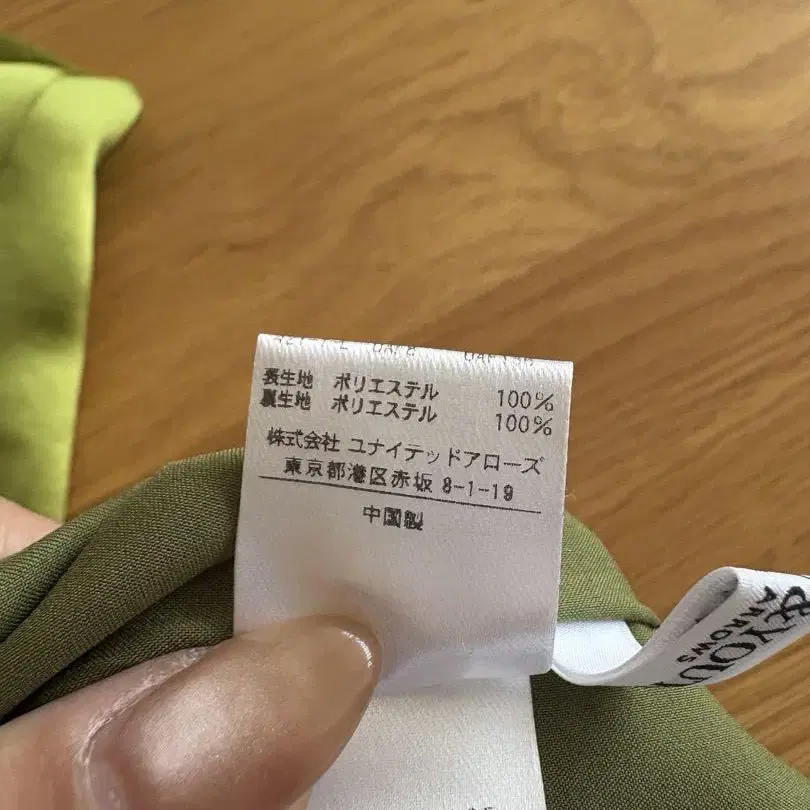 表生地 ポリエステル 100%
裏生地 ポリエステル 100%
株式会社 ユナイテッドアローズ
東京都港区赤坂 8-1-19
中国製
&YOU
ARROWS